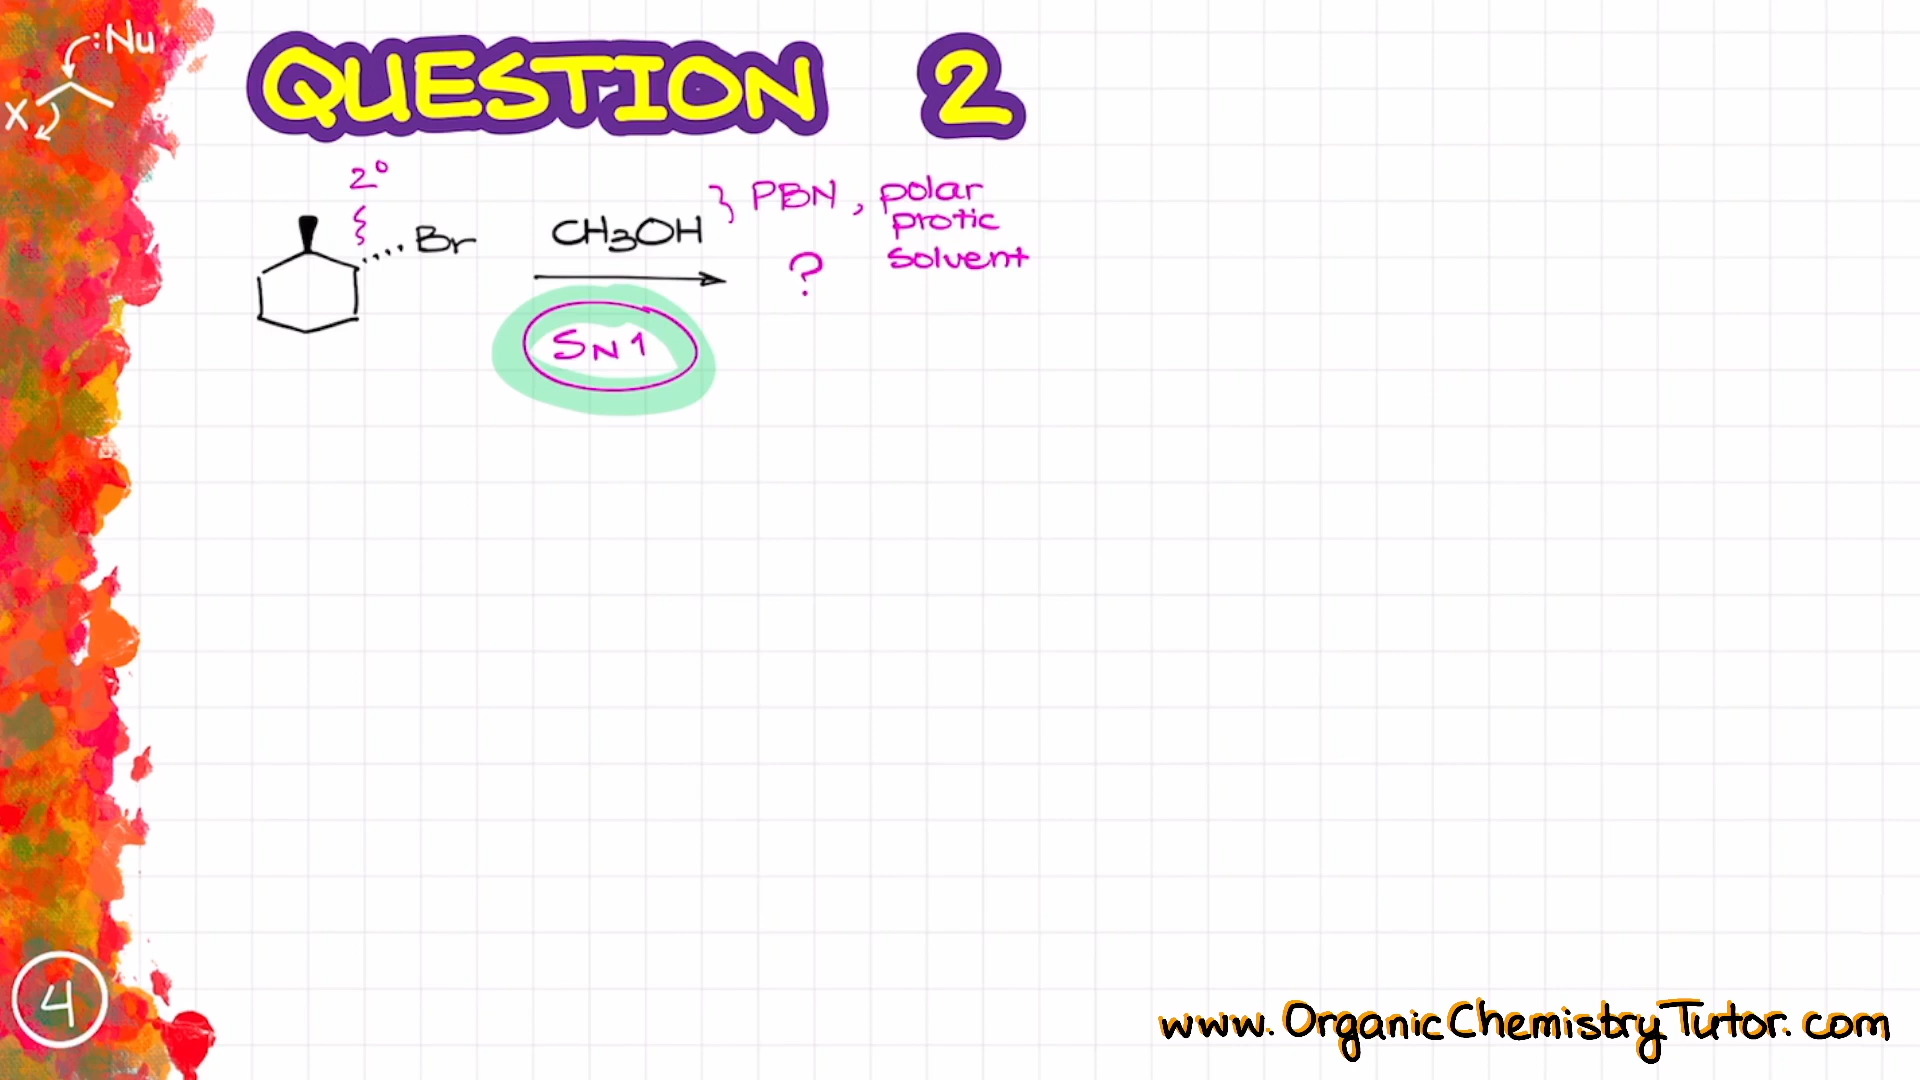 :Nu
X
QUESTION 2
2°
Br
CH3OH
} PBN, polar
protic
solvent
?
SN1
4
www.OrganicChemistryTutor.com